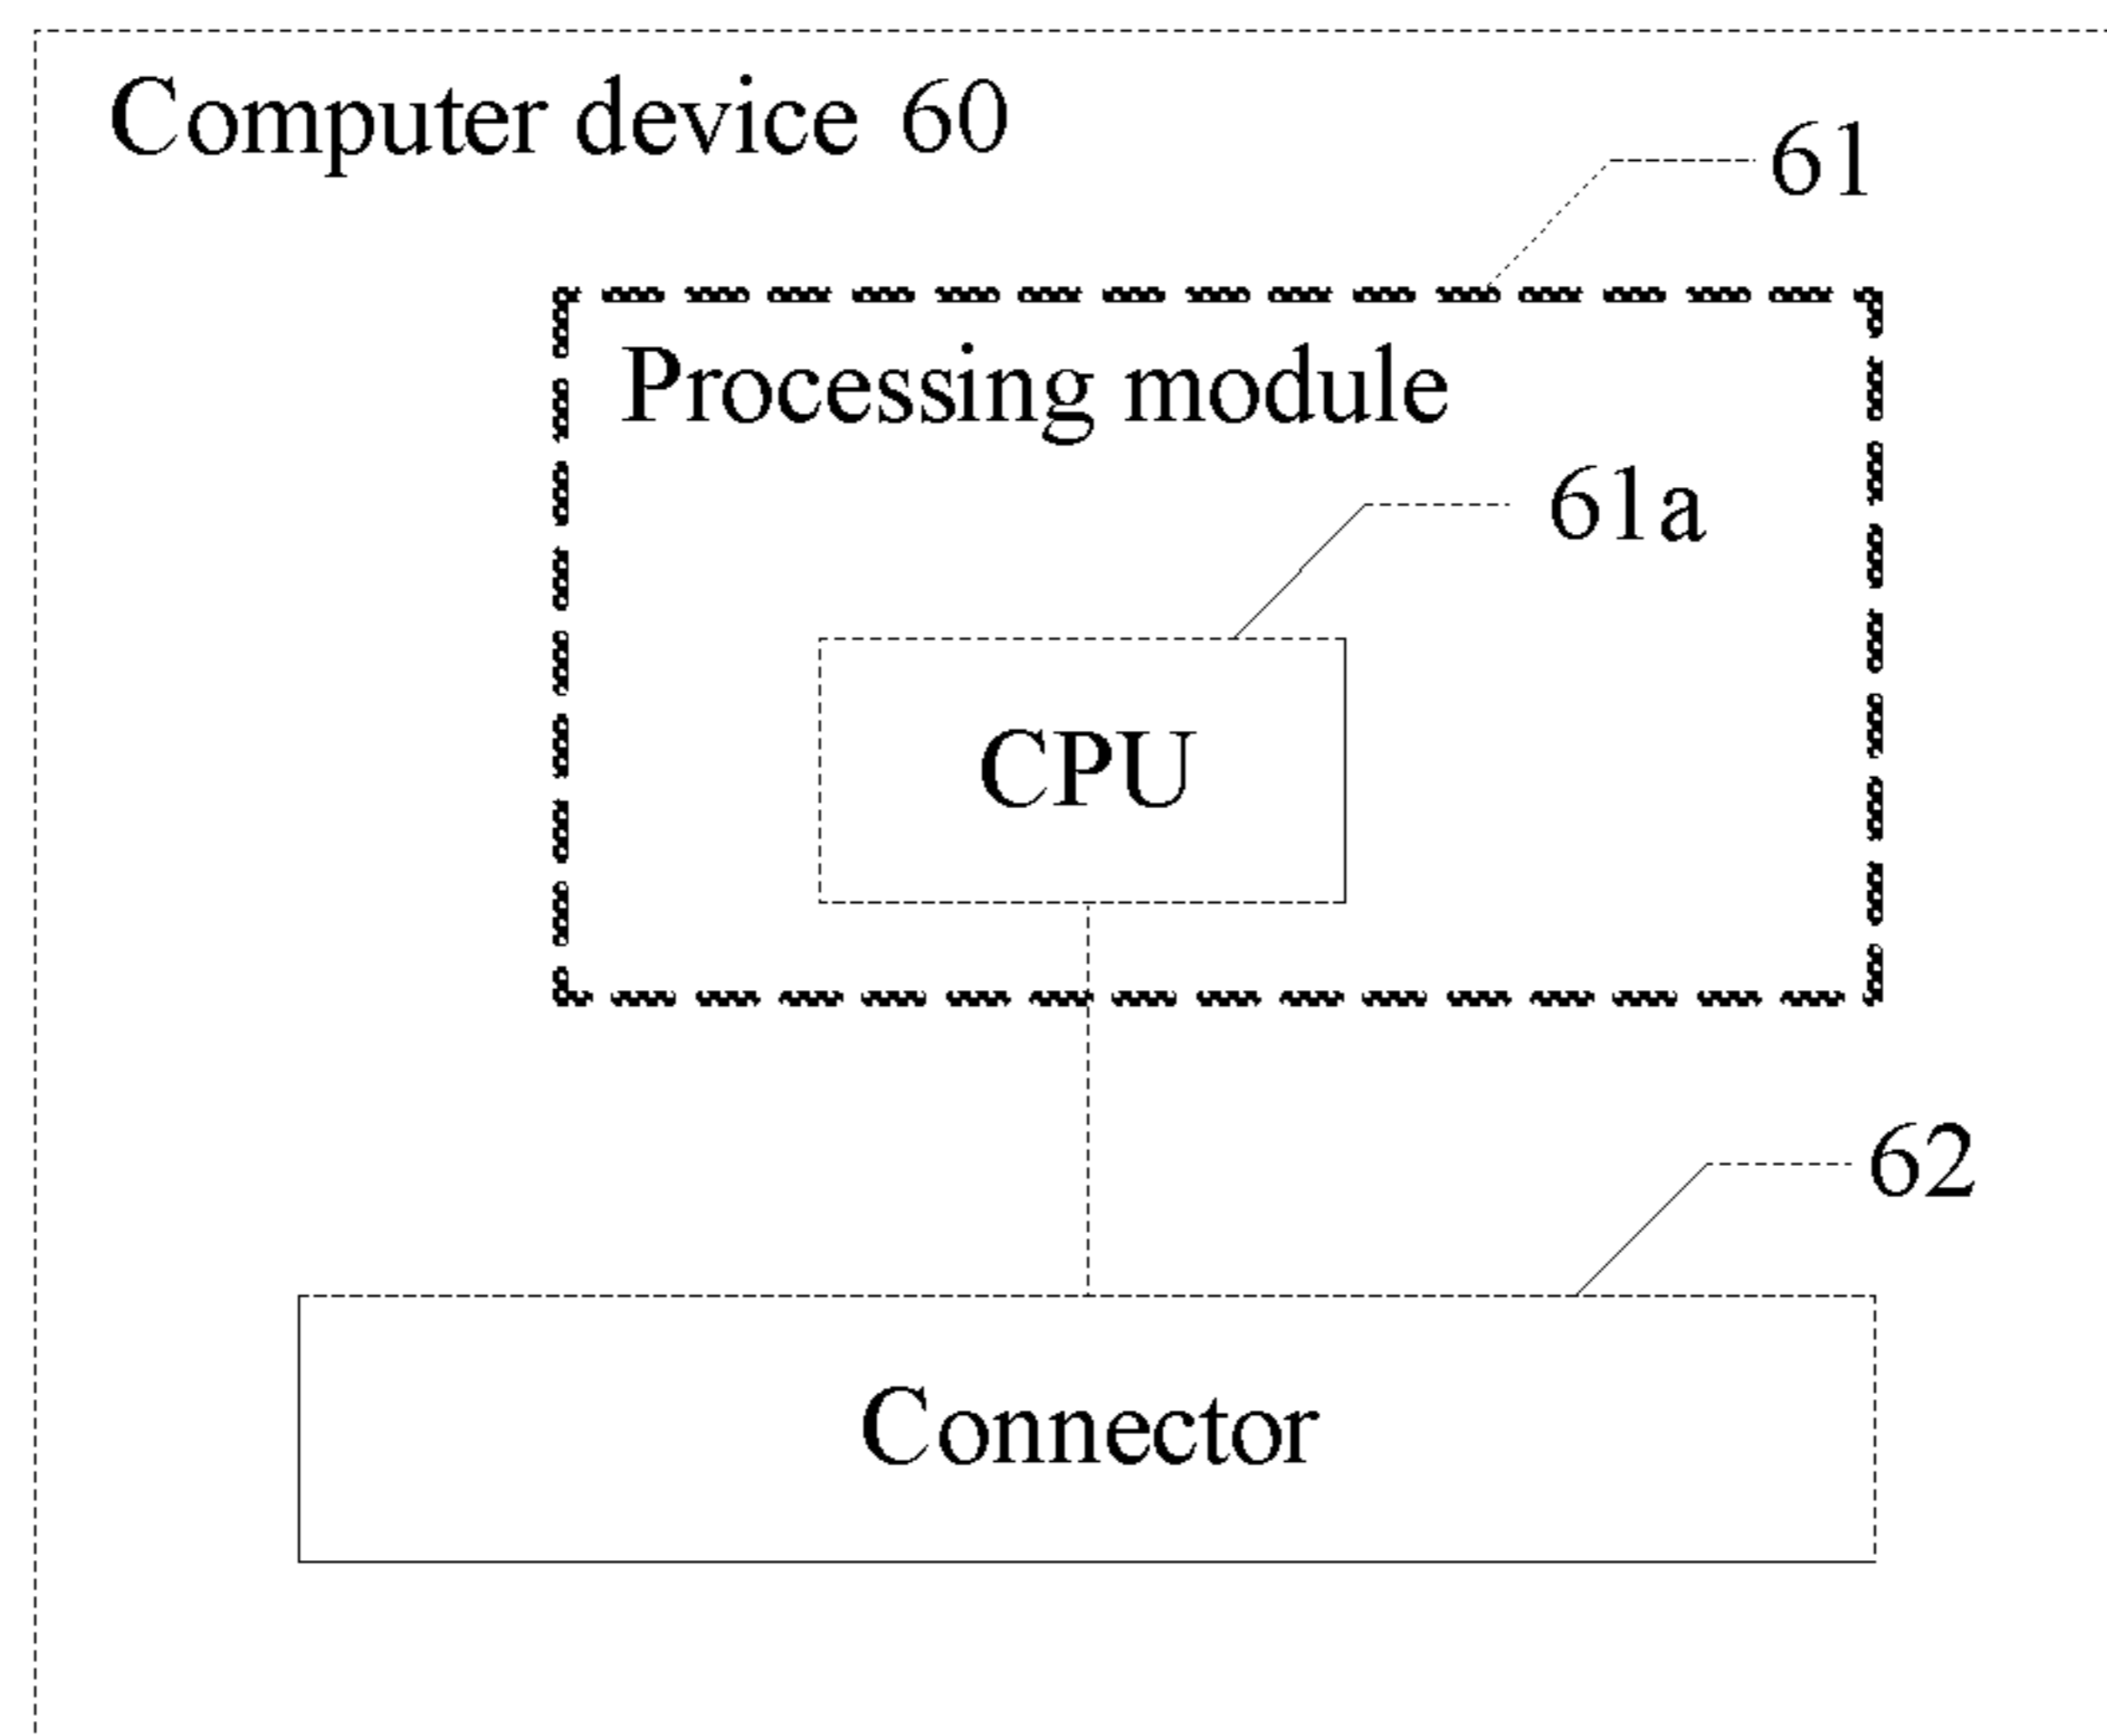 Computer device 60
61
Processing module
61a
CPU
62
Connector